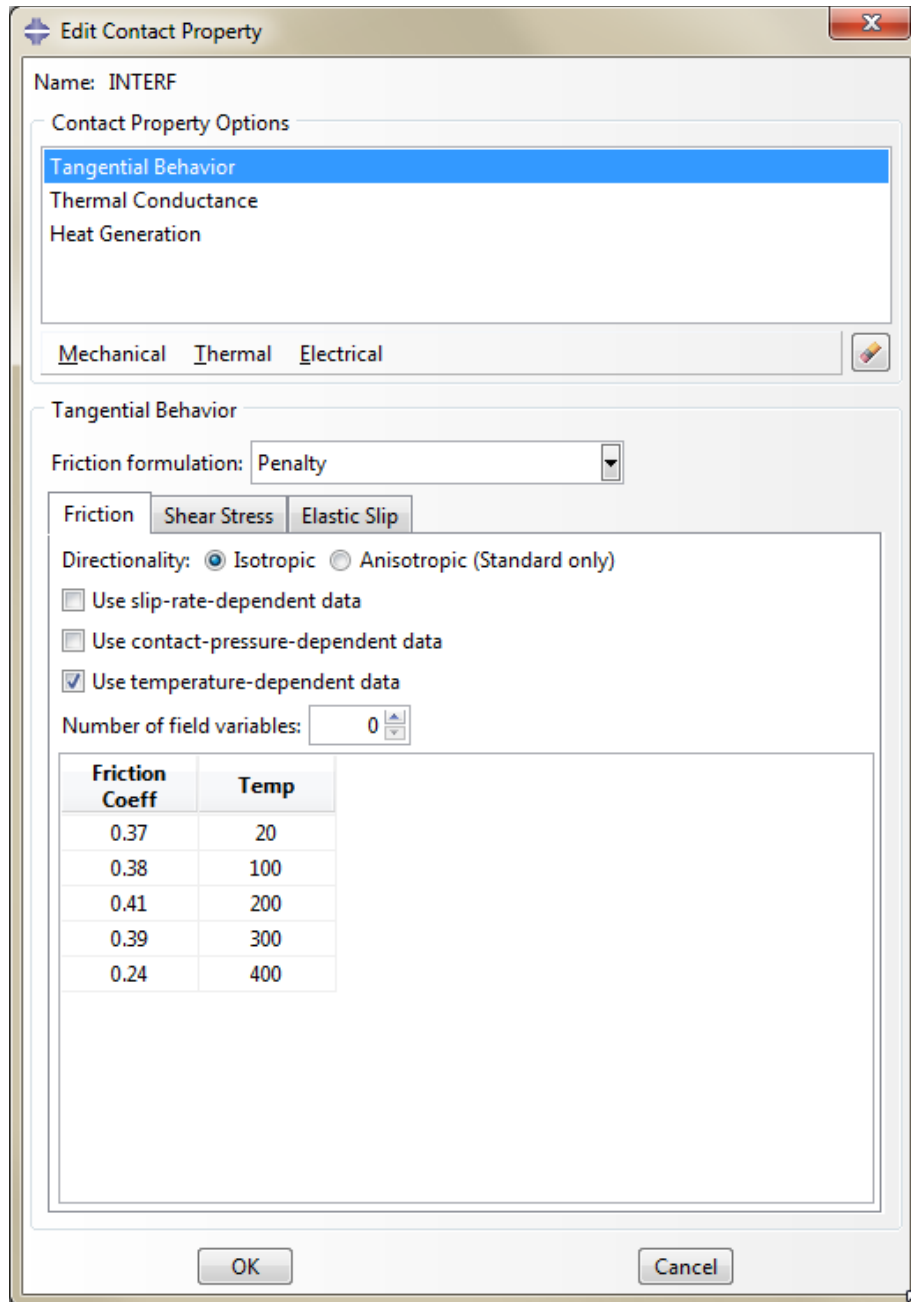 Edit Contact Property
Name: INTERF
Contact Property Options
Tangential Behavior
Thermal Conductance
Heat Generation
Mechanical Thermal Electrical
Tangential Behavior
Friction formulation: Penalty
Friction Shear Stress Elastic Slip
Directionality: Isotropic Anisotropic (Standard only)
Use slip-rate-dependent data
Use contact-pressure-dependent data
Use temperature-dependent data
Number of field variables: 0
Friction
Coeff Temp
0.37 20
0.38 100
0.41 200
0.39 300
0.24 400
OK Cancel